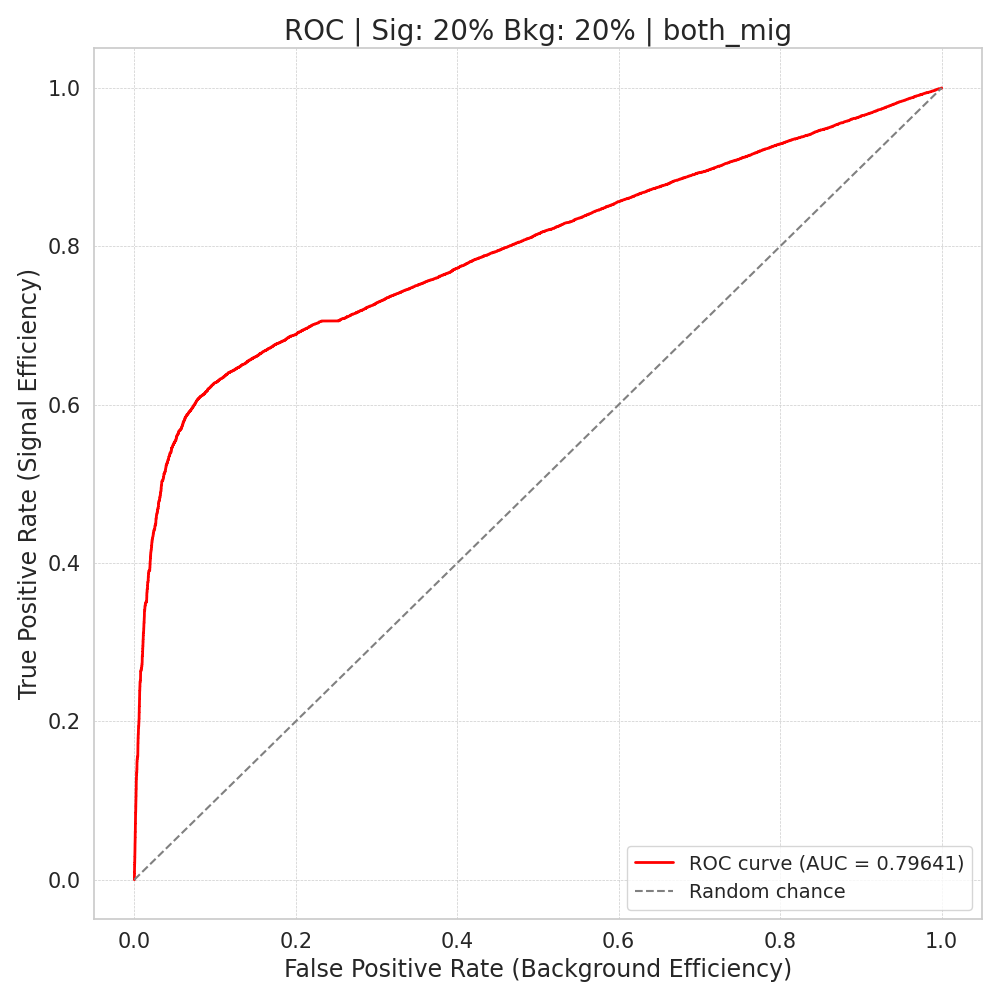 ROC | Sig: 20% Bkg: 20% | both_mig
True Positive Rate (Signal Efficiency)
1.0
0.8
0.6
0.4
0.2
0.0
0.0 0.2 0.4 0.6 0.8 1.0
False Positive Rate (Background Efficiency)
ROC curve (AUC = 0.79641)
Random chance